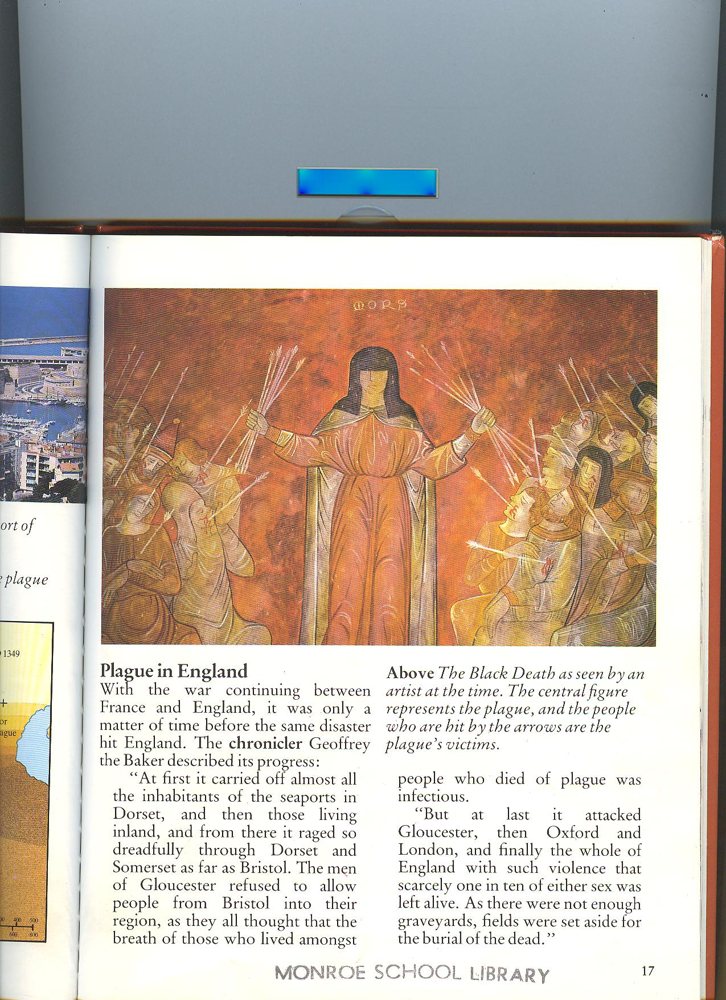 ort of
plague
1349
+
or
ague
400 500
600 800
MORS
Plague in England
With the war continuing between
France and England, it was only a
matter of time before the same disaster
hit England. The chronicler Geoffrey
the Baker described its progress:
“At first it carried off almost all
the inhabitants of the seaports in
Dorset, and then those living
inland, and from there it raged so
dreadfully through Dorset and
Somerset as far as Bristol. The men
of Gloucester refused to allow
people from Bristol into their
region, as they all thought that the
breath of those who lived amongst
Above The Black Death as seen by an
artist at the time. The central figure
represents the plague, and the people
who are hit by the arrows are the
plague’s victims.
people who died of plague was
infectious.
“But at last it attacked
Gloucester, then Oxford and
London, and finally the whole of
England with such violence that
scarcely one in ten of either sex was
left alive. As there were not enough
graveyards, fields were set aside for
the burial of the dead.”
MONROE SCHOOL LIBRARY
17